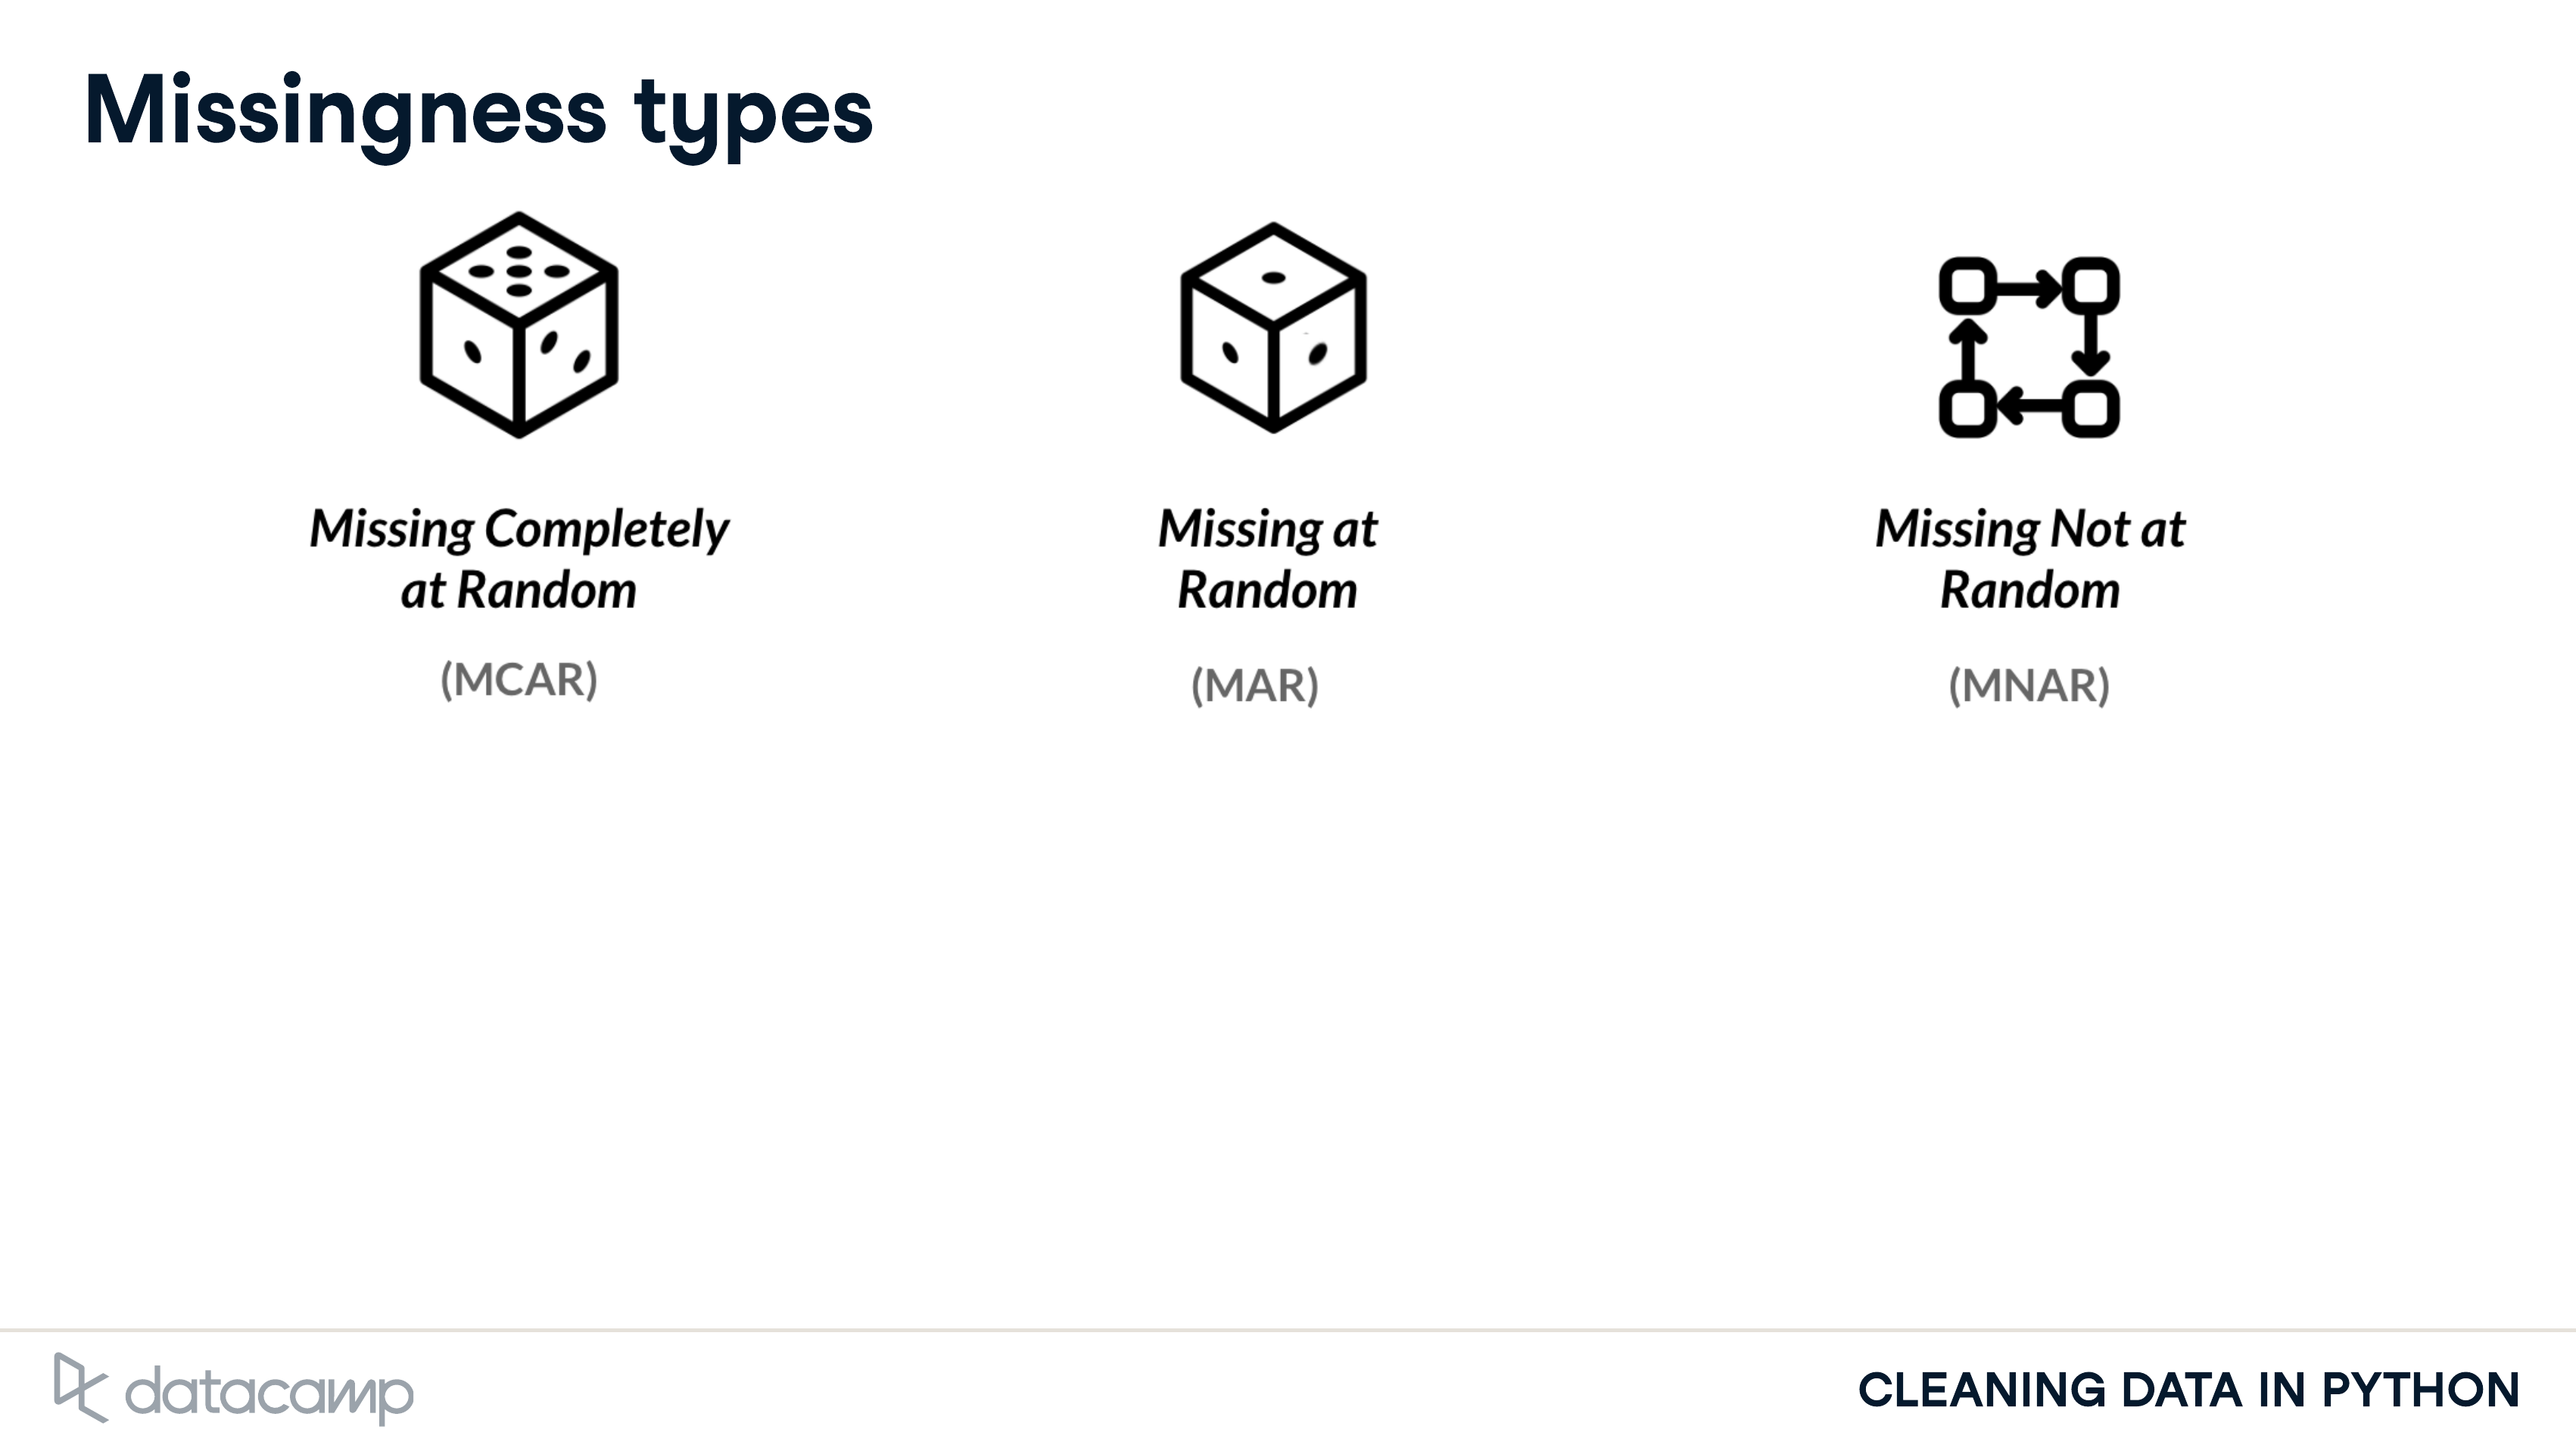 Missingness types
Missing Completely
at Random
(MCAR)
Missing at
Random
(MAR)
Missing Not at
Random
(MNAR)
datacamp
CLEANING DATA IN PYTHON